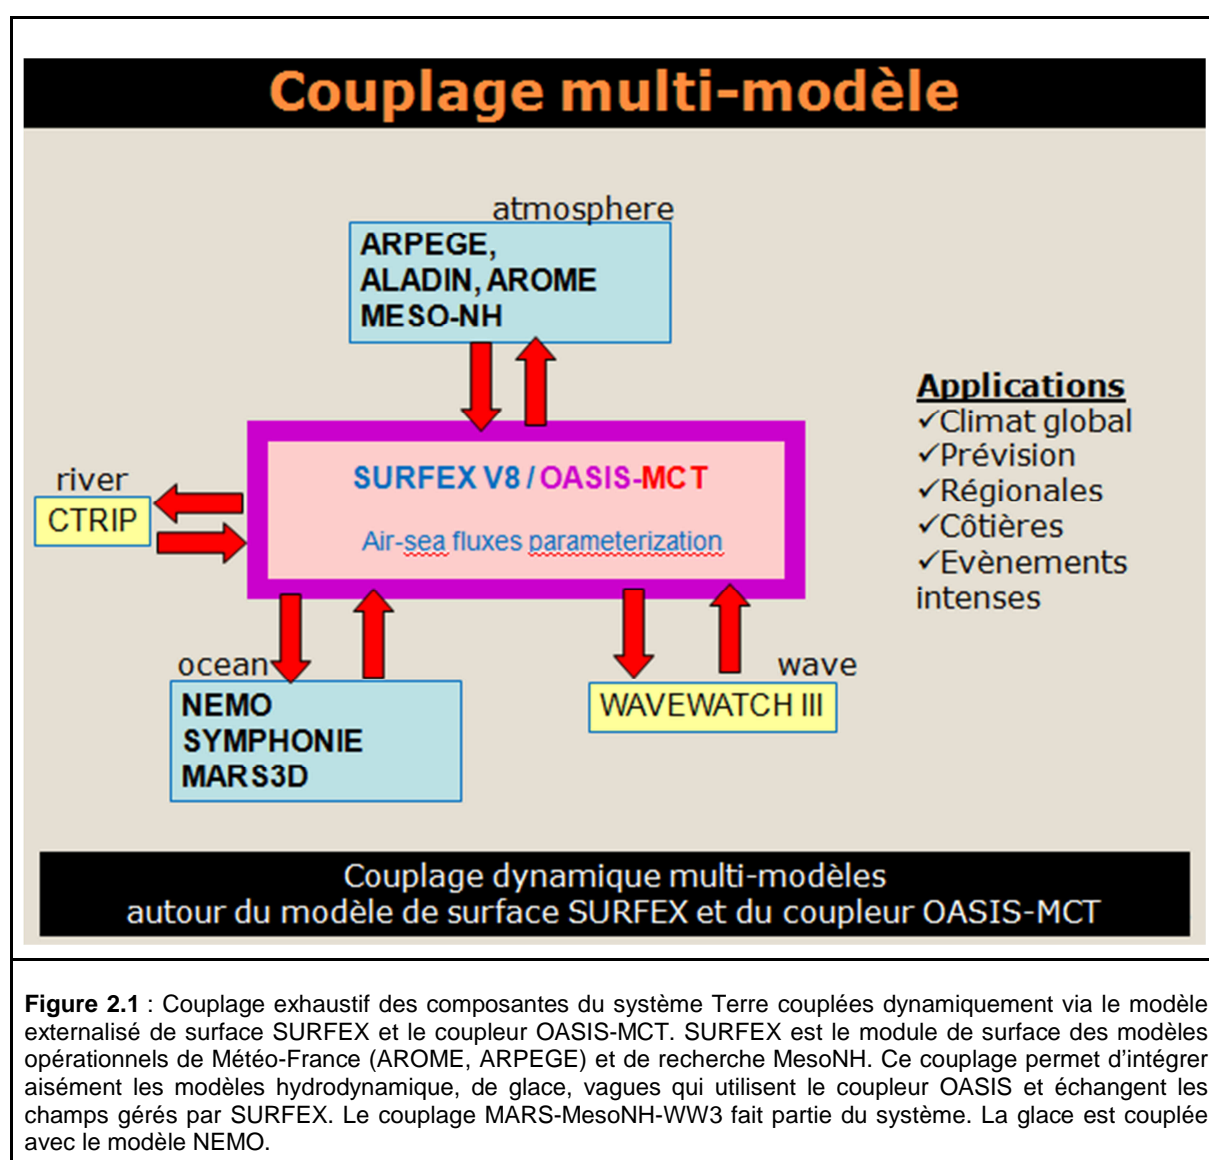 Couplage multi-modèle
atmosphere
ARPEGE,
ALADIN, AROME
MESO-NH
river
CTRIP
SURFEX V8 / OASIS-MCT
Air-sea fluxes parameterization
Applications
✓Climat global
✓Prévision
✓Régionales
✓Côtières
✓Evènements
intenses
ocean
NEMO
SYMPHONIE
MARS3D
wave
WAVEWATCH III
Couplage dynamique multi-modèles
autour du modèle de surface SURFEX et du coupleur OASIS-MCT
Figure 2.1 : Couplage exhaustif des composantes du système Terre couplées dynamiquement via le modèle
externalisé de surface SURFEX et le coupleur OASIS-MCT. SURFEX est le module de surface des modèles
opérationnels de Météo-France (AROME, ARPEGE) et de recherche MesoNH. Ce couplage permet d'intégrer
aisément les modèles hydrodynamique, de glace, vagues qui utilisent le coupleur OASIS et échangent les
champs gérés par SURFEX. Le couplage MARS-MesoNH-WW3 fait partie du système. La glace est couplée
avec le modèle NEMO.